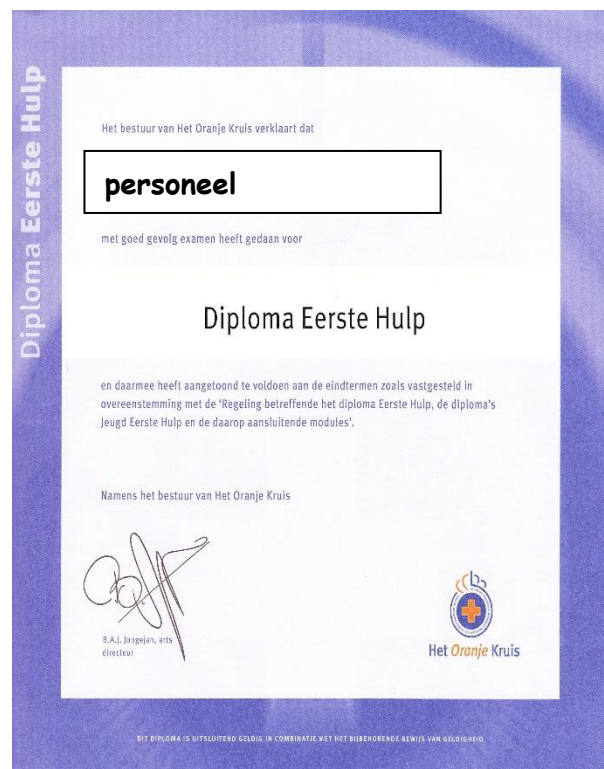 Diploma Eerste Hulp
Het bestuur van Het Oranje Kruis verklaart dat
personeel
met goed gevolg examen heeft gedaan voor
Diploma Eerste Hulp
en daarmee heeft aangetoond te voldoen aan de eindtermen zoals vastgesteld in
overeenstemming met de 'Regeling betreffende het diploma Eerste Hulp, de diploma's
Jeugd Eerste Hulp en de daarop aansluitende modules'.
Namens het bestuur van Het Oranje Kruis
B.A.J. Jongejan, arts
directeur
Het Oranje Kruis
DIT DIPLOMA IS UITSLUITEND GELDIG IN COMBINATIE MET HET BIJBEHORENDE BEWIJS VAN GELDIGHEID